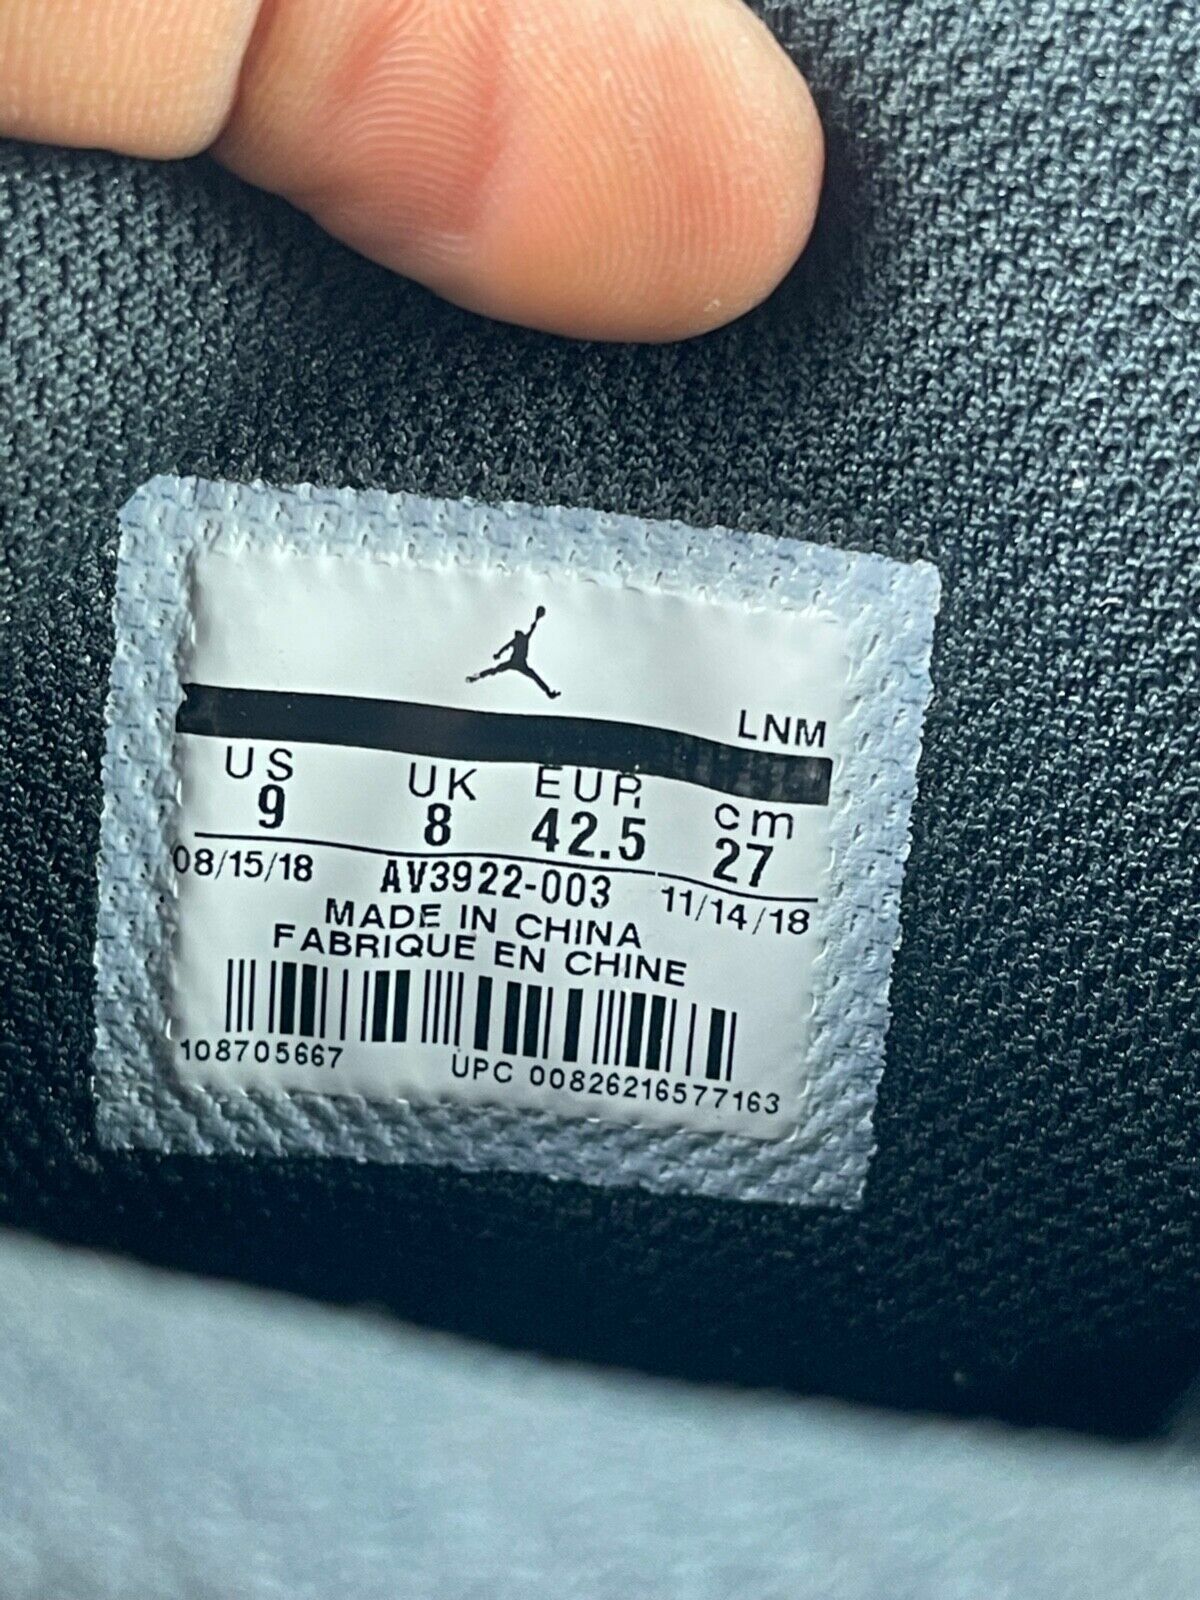 LNM
US UK EUR. cm
9 8 42.5 27
08/15/18 AV3922-003 11/14/18
MADE IN CHINA
FABRIQUE EN CHINE
108705667 UPC 00826216577163